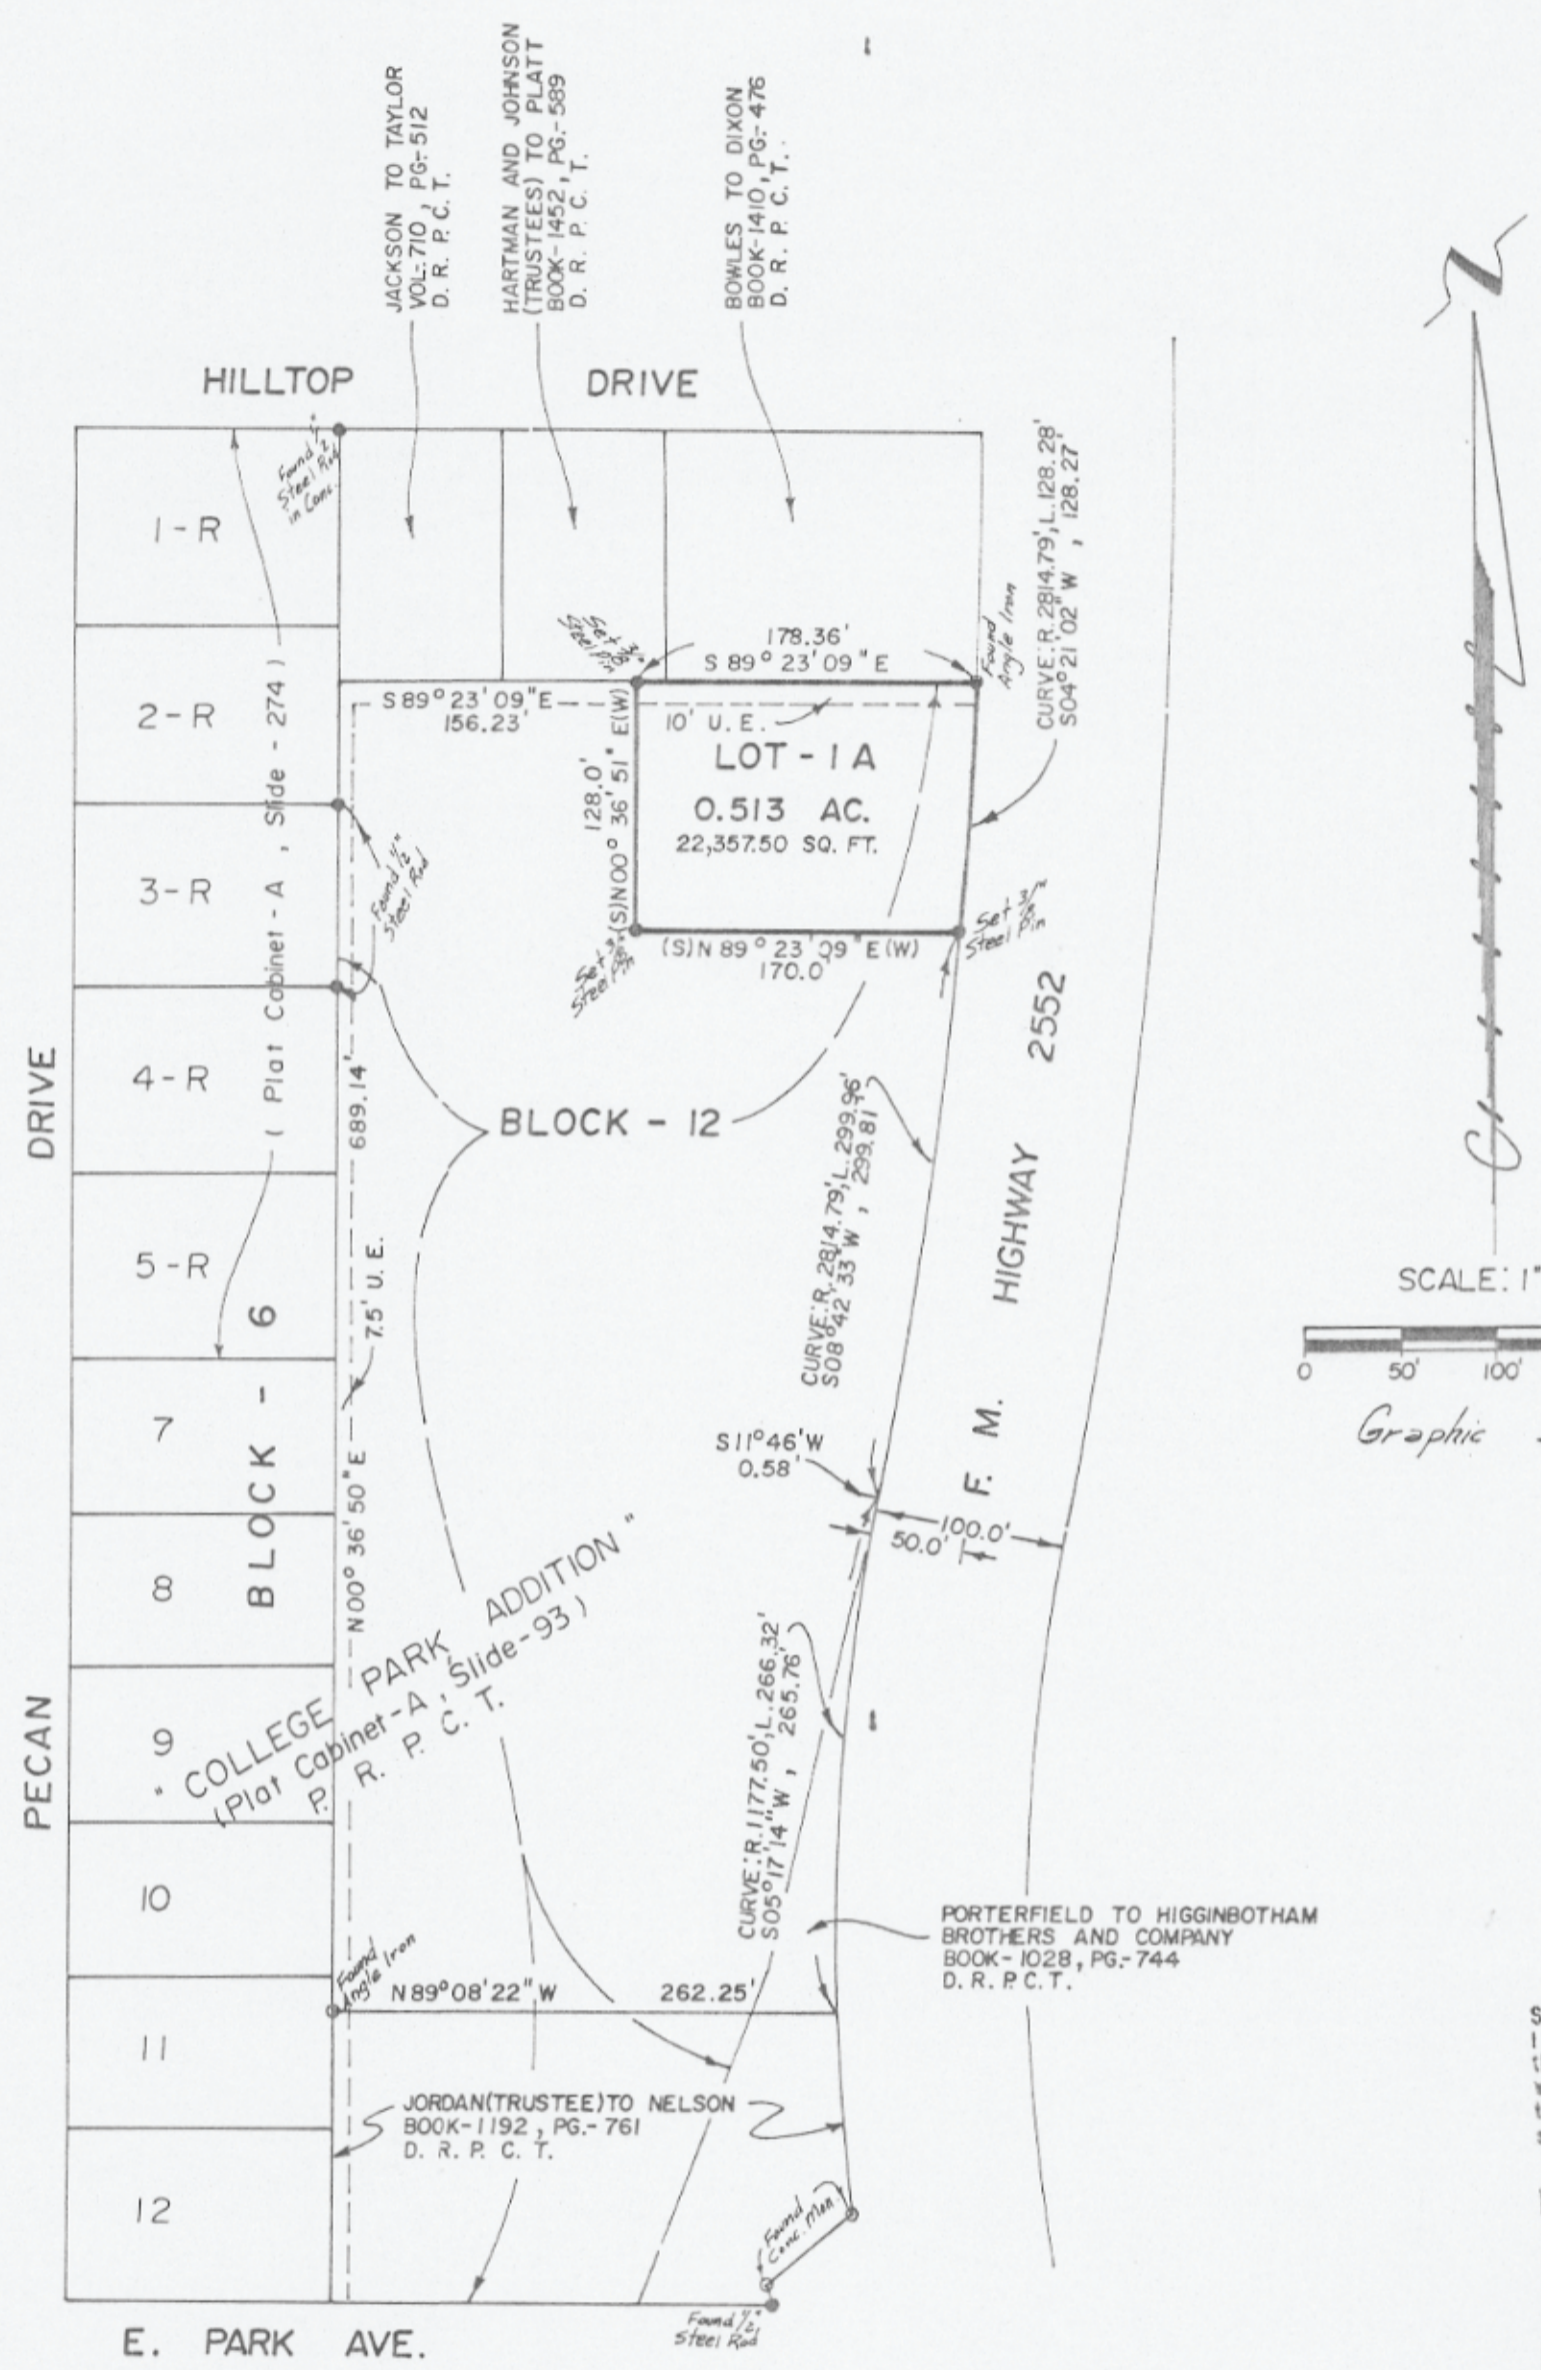 JACKSON TO TAYLOR
VOL.-710, PG.-512
D. R. P. C. T.
HARTMAN AND JOHNSON
(TRUSTEES) TO PLATT
BOOK-1452, PG.-589
D. R. P. C. T.
BOWLES TO DIXON
BOOK-1410, PG.-476
D. R. P. C. T.
HILLTOP DRIVE
Found 1/2"
Steel Rod
in Conc.
1-R
2-R
3-R
4-R
5-R
7
8
9
10
11
12
( Plat Cabinet - A , Slide - 274 )
BLOCK - 6
PECAN DRIVE
178.36'
S 89° 23' 09" E
Found
Angle Iron
CURVE: R. 2814.79', L. 128.28'
S04° 21' 02" W , 128.27'
S 89° 23' 09" E
156.23'
10' U. E.
LOT - 1 A
0.513 AC.
22,357.50 SQ. FT.
128.0'
(S)N00° 36' 51" E(W)
(S)N 89° 23' 09" E (W)
170.0'
Set 3/8"
Steel Pin
Set 3/8"
Steel Pin
Found 1/2"
Steel Rod
689.14'
7.5' U. E.
N00° 36' 50" E
BLOCK - 12
CURVE: R. 2814.79', L. 299.96'
S08° 42' 33" W , 299.81'
F. M. HIGHWAY 2552
S11° 46' W
0.58'
100.0'
50.0'
SCALE: 1"
0 50' 100'
Graphic
" COLLEGE PARK ADDITION "
(Plat Cabinet-A , Slide-93)
P. R. P. C. T.
CURVE: R. 1177.50', L. 266.32'
S05° 17' 14" W , 265.76'
PORTERFIELD TO HIGGINBOTHAM
BROTHERS AND COMPANY
BOOK-1028, PG.-744
D. R. P. C. T.
Found
Angle Iron
N89° 08' 22" W 262.25'
JORDAN(TRUSTEE)TO NELSON
BOOK-1192, PG.-761
D. R. P. C. T.
Found
Conc. Mon.
Found 1/2"
Steel Rod
E. PARK AVE.